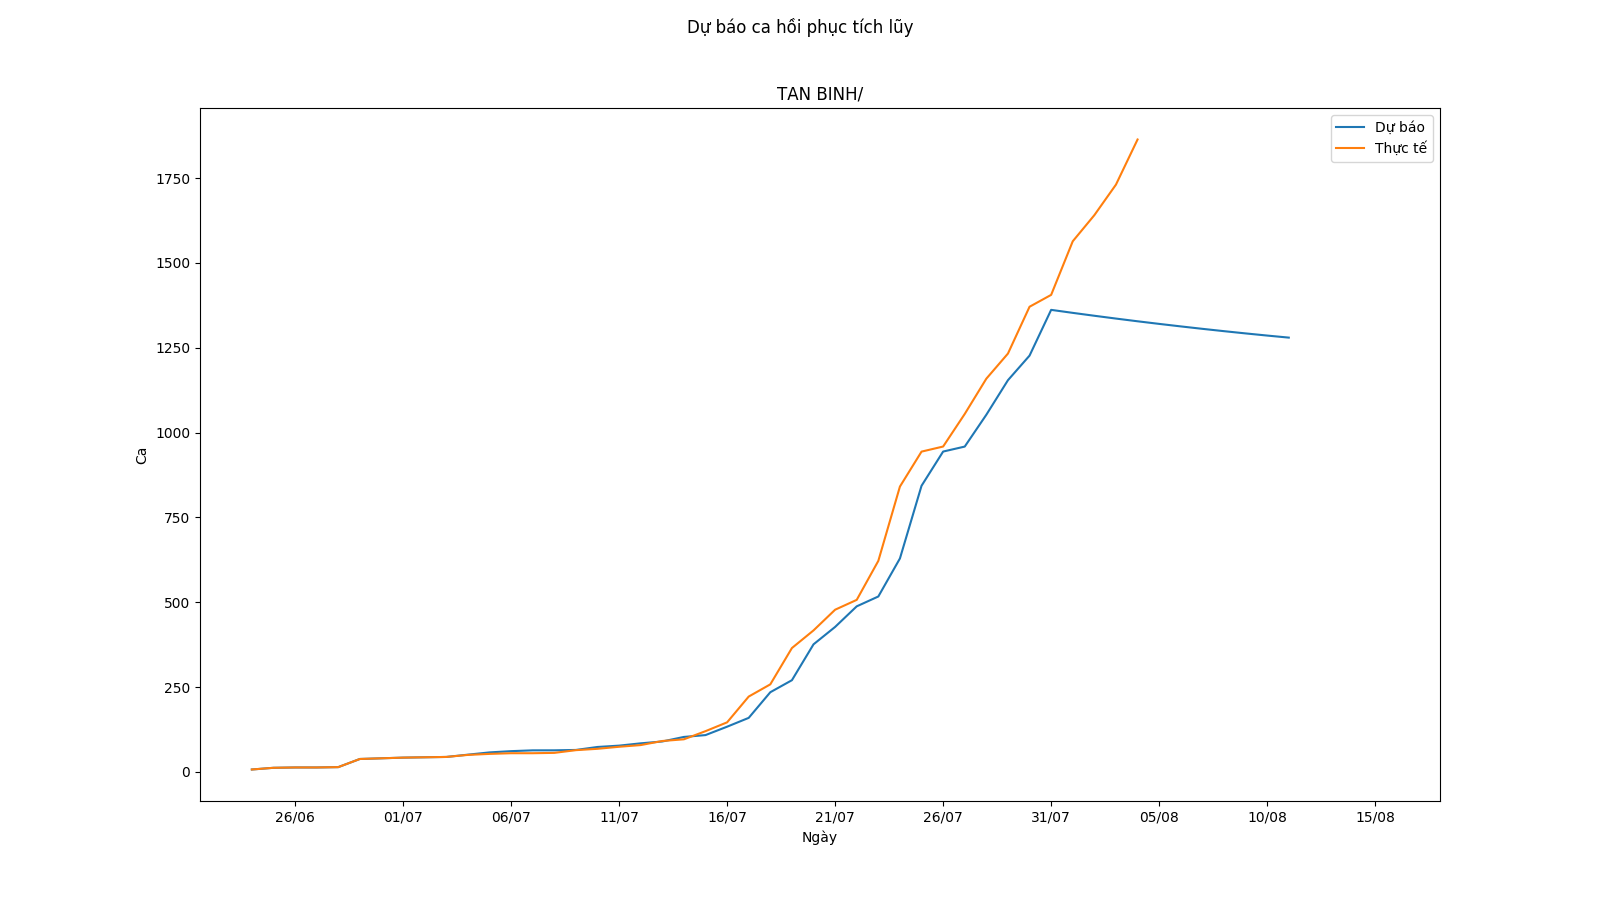 Dự báo ca hồi phục tích lũy
TAN BINH/
Dự báo
Thực tế
1750
1500
1250
1000
750
500
250
0
Ca
26/06 01/07 06/07 11/07 16/07 21/07 26/07 31/07 05/08 10/08 15/08
Ngày